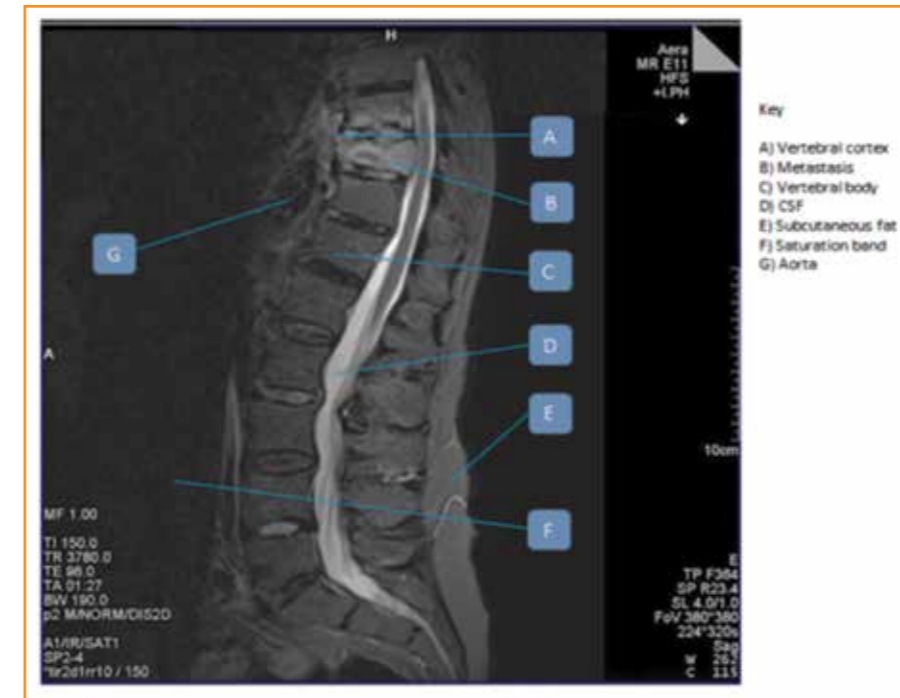 H
Aera
MR E11
HFS
+LPH
A
B
C
D
E
F
G
A
10cm
MF 1.00
TI 150.0
TR 3780.0
TE 96.0
TA 01:27
BW 190.0
p2 M/NORM/DIS2D
A1/IR/SAT1
SP2-4
*tir2d1rr10 / 150
E
TP F364
SP R23.4
SL 4.0/1.0
FoV 380*380
224*320s
Sag
W 262
C 115
Key
A) Vertebral cortex
B) Metastasis
C) Vertebral body
D) CSF
E) Subcutaneous fat
F) Saturation band
G) Aorta